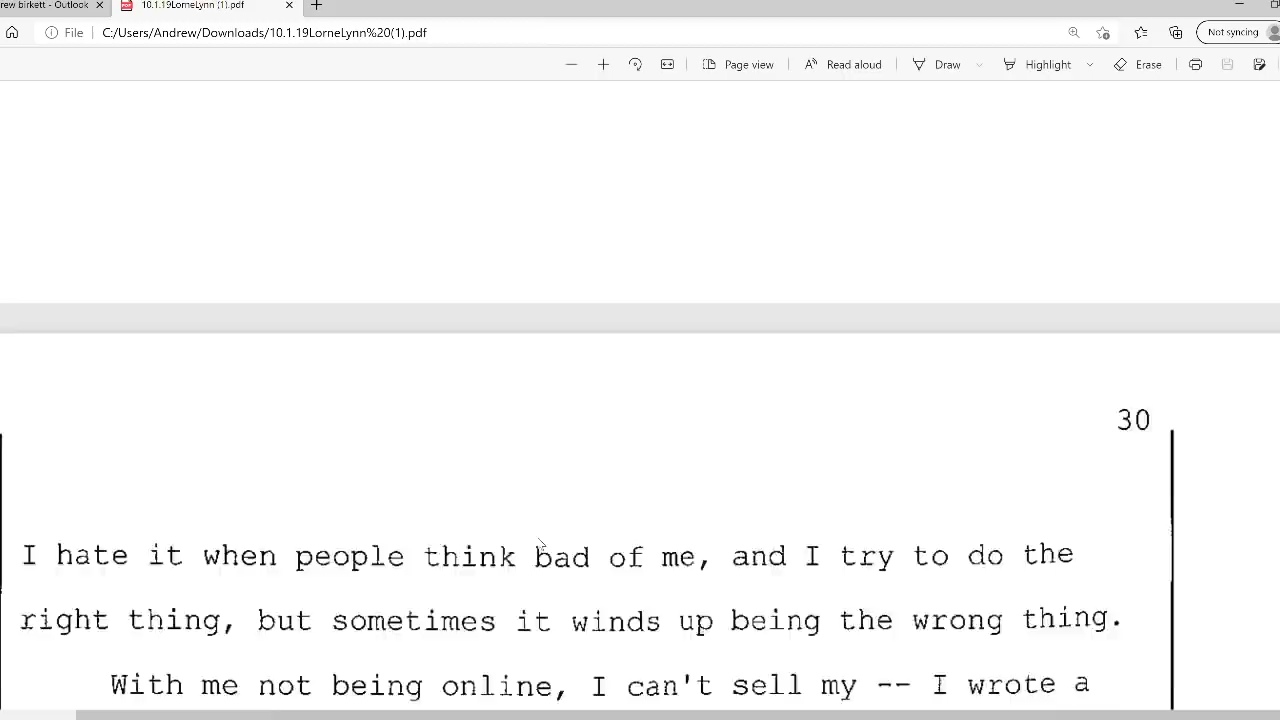 ew birkett - Outlook
10.1.19LorneLynn (1).pdf
File
C:/Users/Andrew/Downloads/10.1.19LorneLynn%20(1).pdf
Not syncing
Page view
Read aloud
Draw
Highlight
Erase
30
I hate it when people think bad of me, and I try to do the
right thing, but sometimes it winds up being the wrong thing.
With me not being online, I can't sell my -- I wrote a